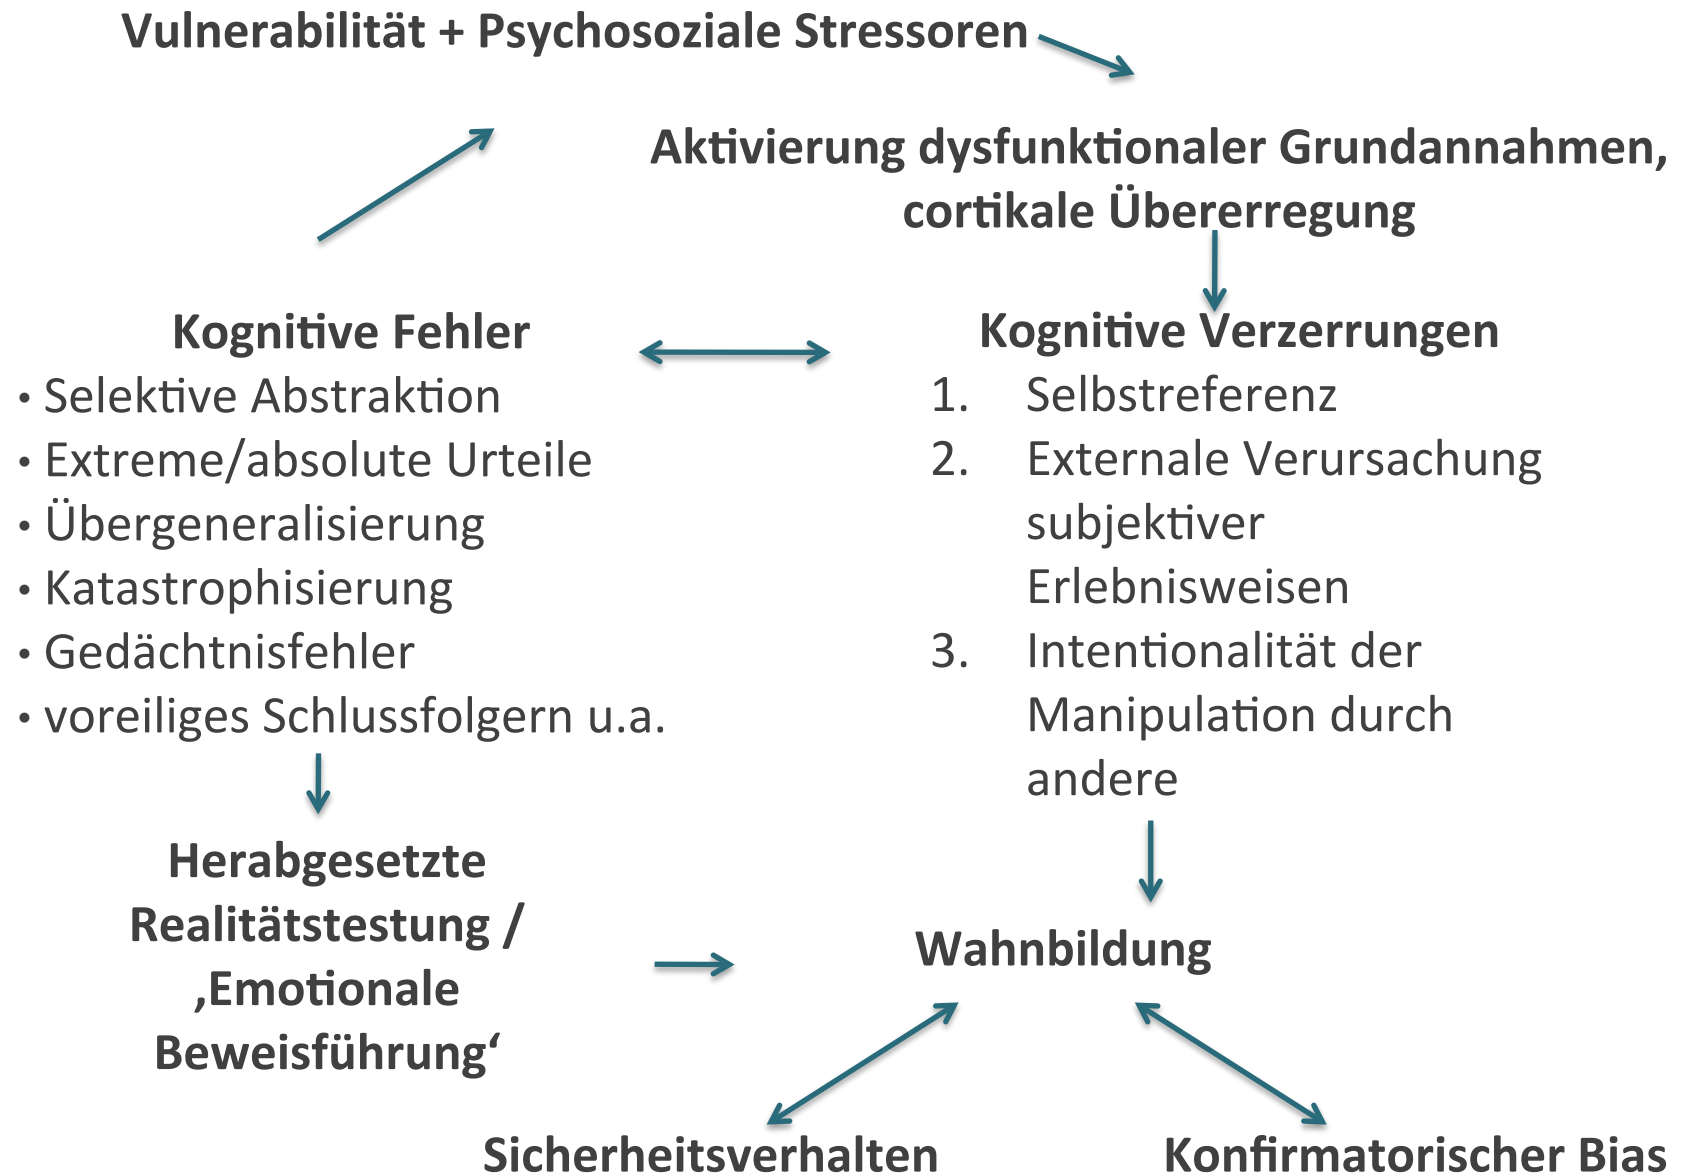 Vulnerabilität + Psychosoziale Stressoren
Aktivierung dysfunktionaler Grundannahmen,
cortikale Übererregung
Kognitive Fehler
• Selektive Abstraktion
• Extreme/absolute Urteile
• Übergeneralisierung
• Katastrophisierung
• Gedächtnisfehler
• voreiliges Schlussfolgern u.a.
Kognitive Verzerrungen
1. Selbstreferenz
2. Externale Verursachung
subjektiver
Erlebnisweisen
3. Intentionalität der
Manipulation durch
andere
Herabgesetzte
Realitätstestung /
‚Emotionale
Beweisführung‘
Wahnbildung
Sicherheitsverhalten
Konfirmatorischer Bias